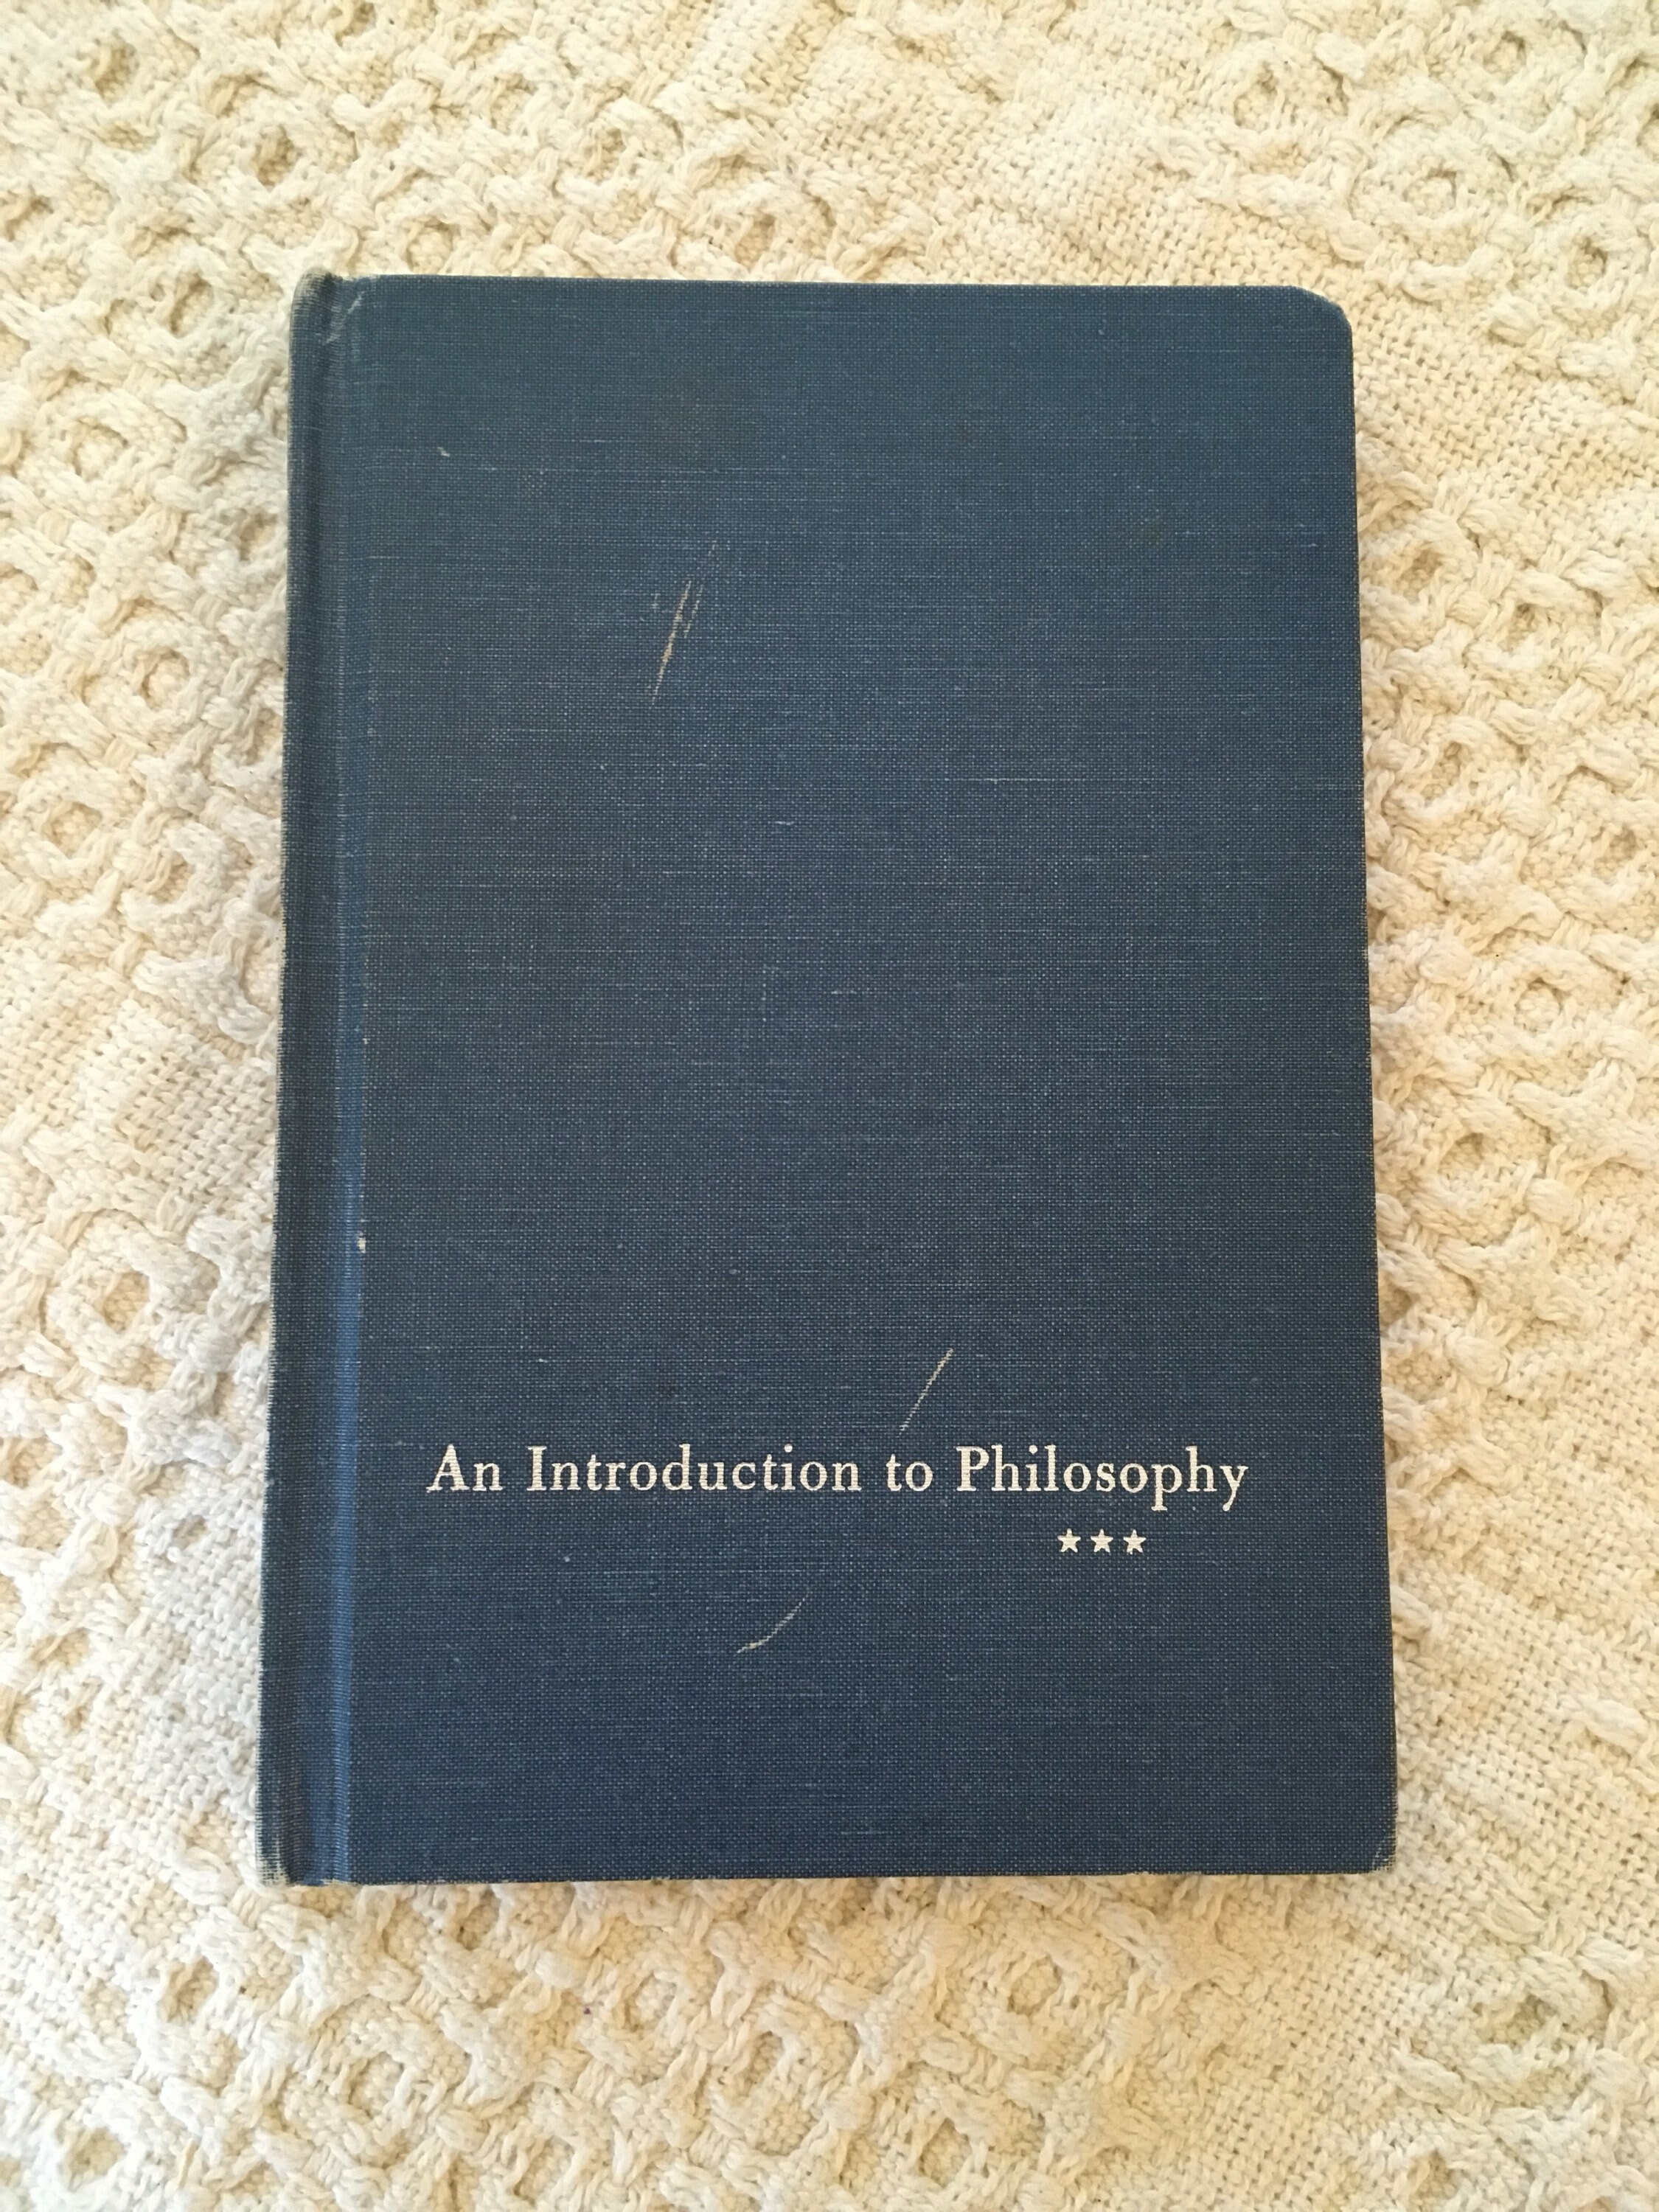 An Introduction to Philosophy
★★★